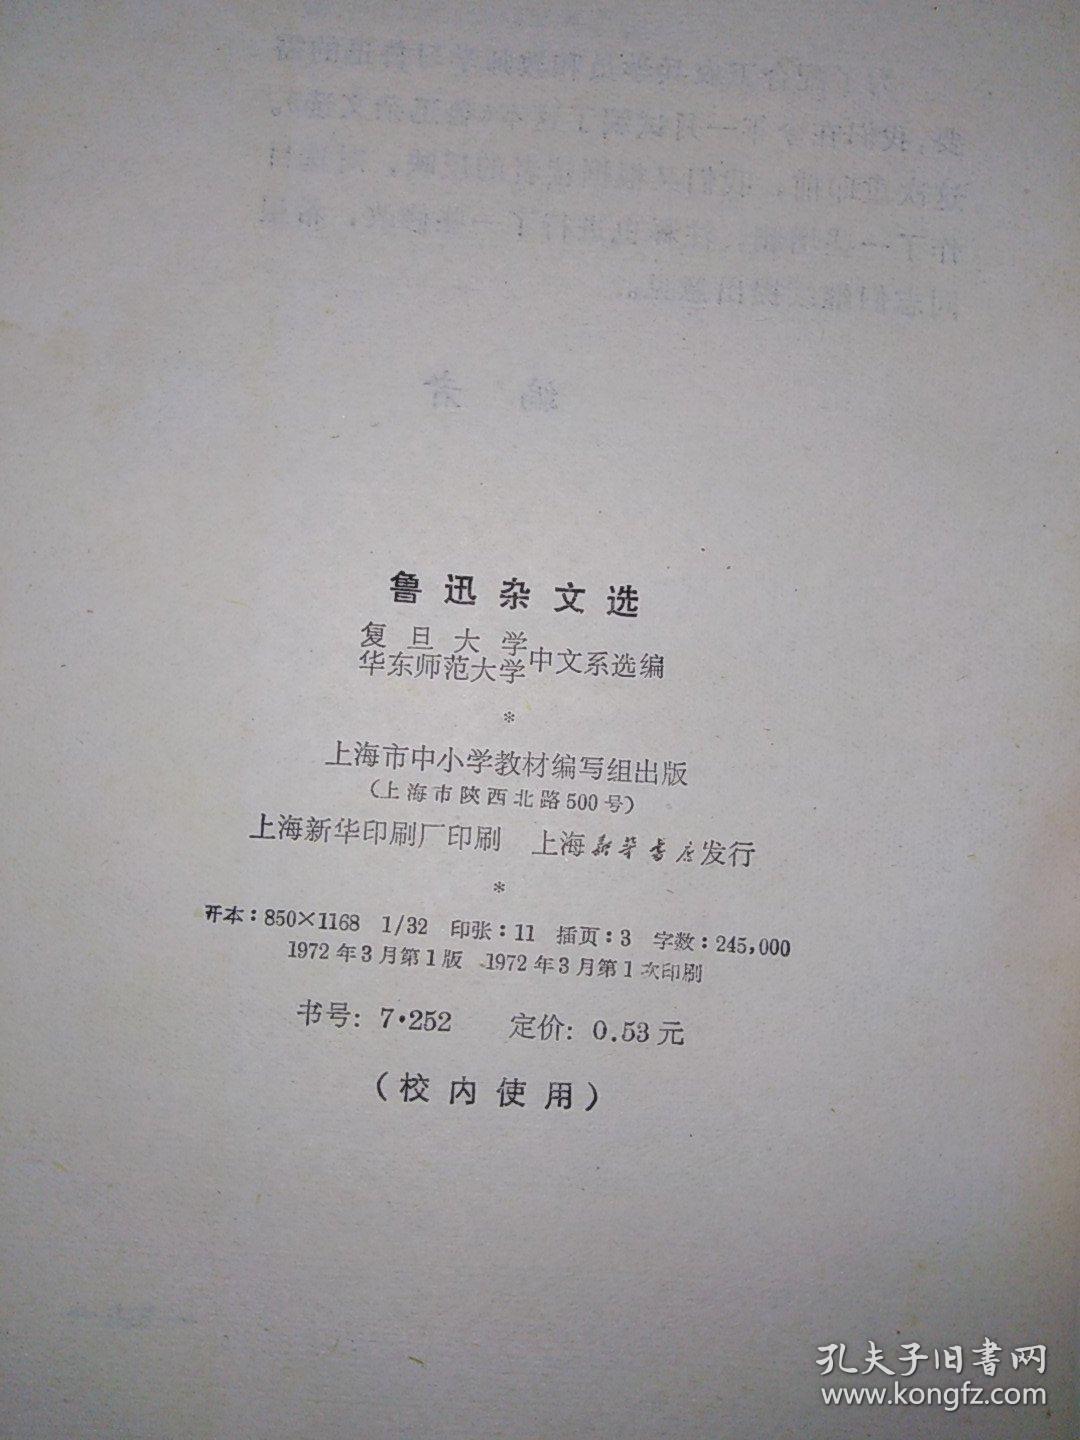 鲁迅杂文选
复旦大学
华东师范大学中文系选编
*
上海市中小学教材编写组出版
(上海市陕西北路500号)
上海新华印刷厂印刷 上海新华书店发行
*
开本:850×1168 1/32 印张:11 插页:3 字数:245,000
1972年3月第1版 1972年3月第1次印刷
书号: 7·252 定价: 0.53元
(校内使用)
孔夫子旧書网
www.kongfz.com